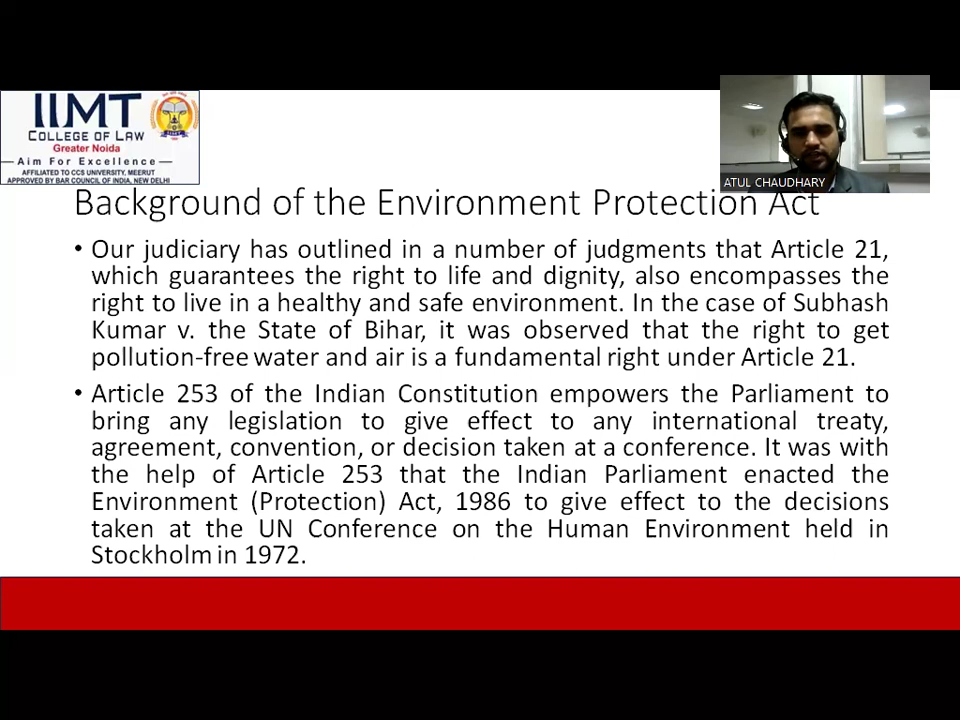 IIMT
COLLEGE OF LAW
Greater Noida
Aim For Excellence
AFFILIATED TO CCS UNIVERSITY, MEERUT
APPROVED BY BAR COUNCIL OF INDIA, NEW DELHI
ATUL CHAUDHARY
Background of the Environment Protection Act
• Our judiciary has outlined in a number of judgments that Article 21,
which guarantees the right to life and dignity, also encompasses the
right to live in a healthy and safe environment. In the case of Subhash
Kumar v. the State of Bihar, it was observed that the right to get
pollution-free water and air is a fundamental right under Article 21.
• Article 253 of the Indian Constitution empowers the Parliament to
bring any legislation to give effect to any international treaty,
agreement, convention, or decision taken at a conference. It was with
the help of Article 253 that the Indian Parliament enacted the
Environment (Protection) Act, 1986 to give effect to the decisions
taken at the UN Conference on the Human Environment held in
Stockholm in 1972.